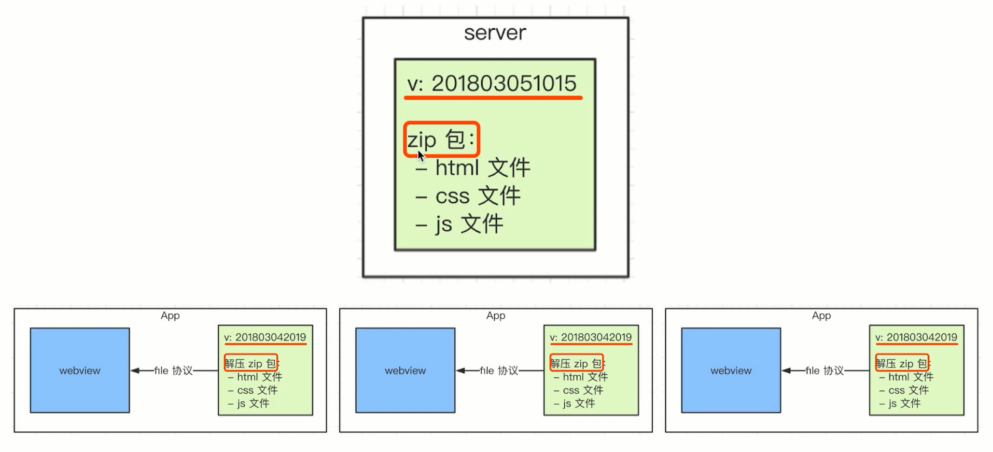 server
v: 201803051015
zip 包:
– html 文件
– css 文件
– js 文件
App
webview
file 协议
v: 201803042019
解压 zip 包:
– html 文件
– css 文件
– js 文件
App
webview
file 协议
v: 201803042019
解压 zip 包:
– html 文件
– css 文件
– js 文件
App
webview
file 协议
v: 201803042019
解压 zip 包:
– html 文件
– css 文件
– js 文件